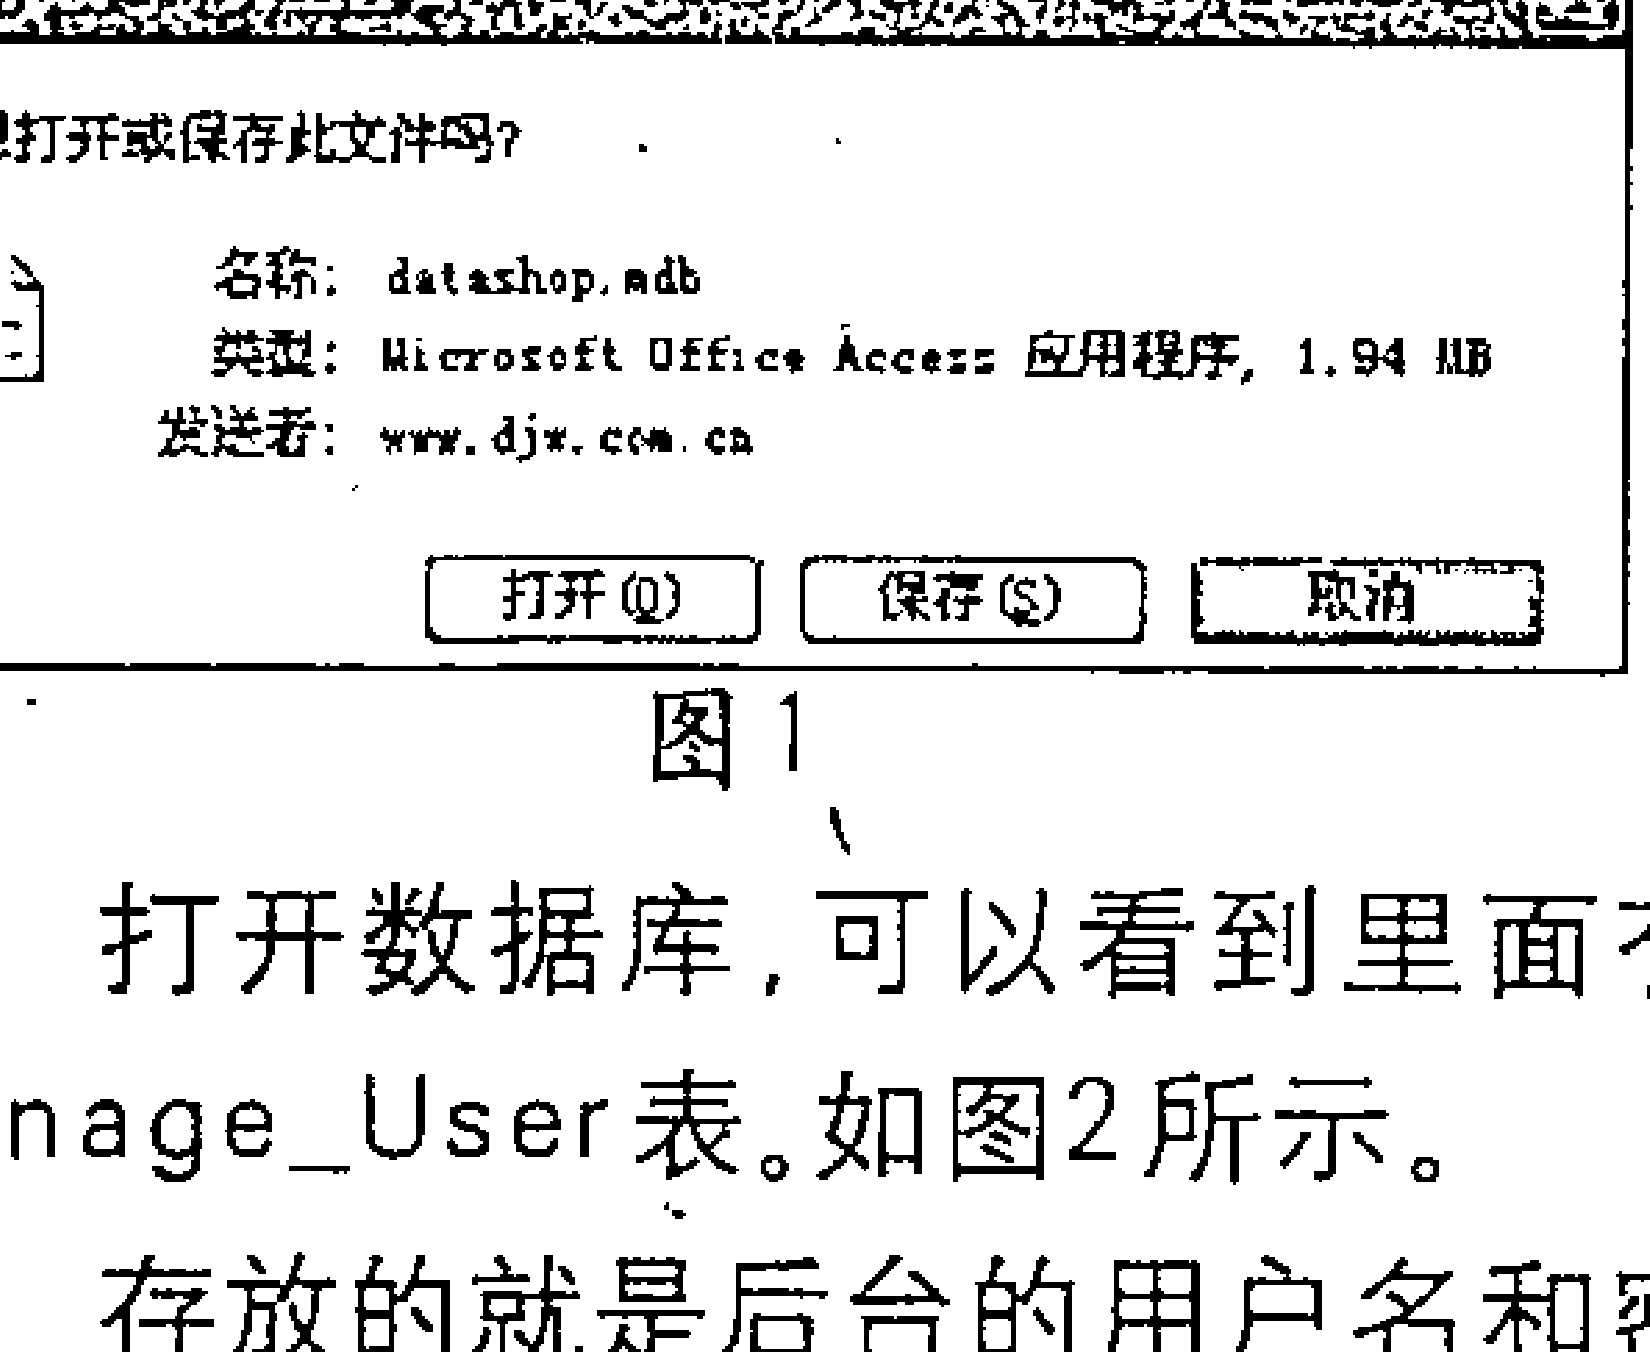 打开或保存此文件吗?
名称: datashop.mdb
类型: Microsoft Office Access 应用程序, 1.94 MB
发送者: www.djw.com.cn
打开(O) 保存(S) 取消
图 1
打开数据库,可以看到里面
nage_User表。如图2所示。
存放的就是后台的用户名和